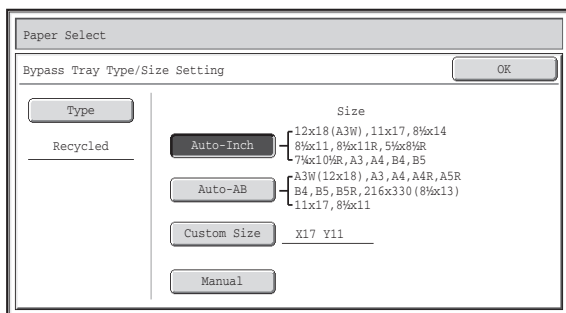 Paper Select
Bypass Tray Type/Size Setting
OK
Type
Recycled
Size
Auto-Inch
12x18(A3W),11x17,8½x14
8½x11,8½x11R,5½x8½R
7¼x10½R,A3,A4,B4,B5
Auto-AB
A3W(12x18),A3,A4,A4R,A5R
B4,B5,B5R,216x330(8½x13)
11x17,8½x11
Custom Size
X17 Y11
Manual